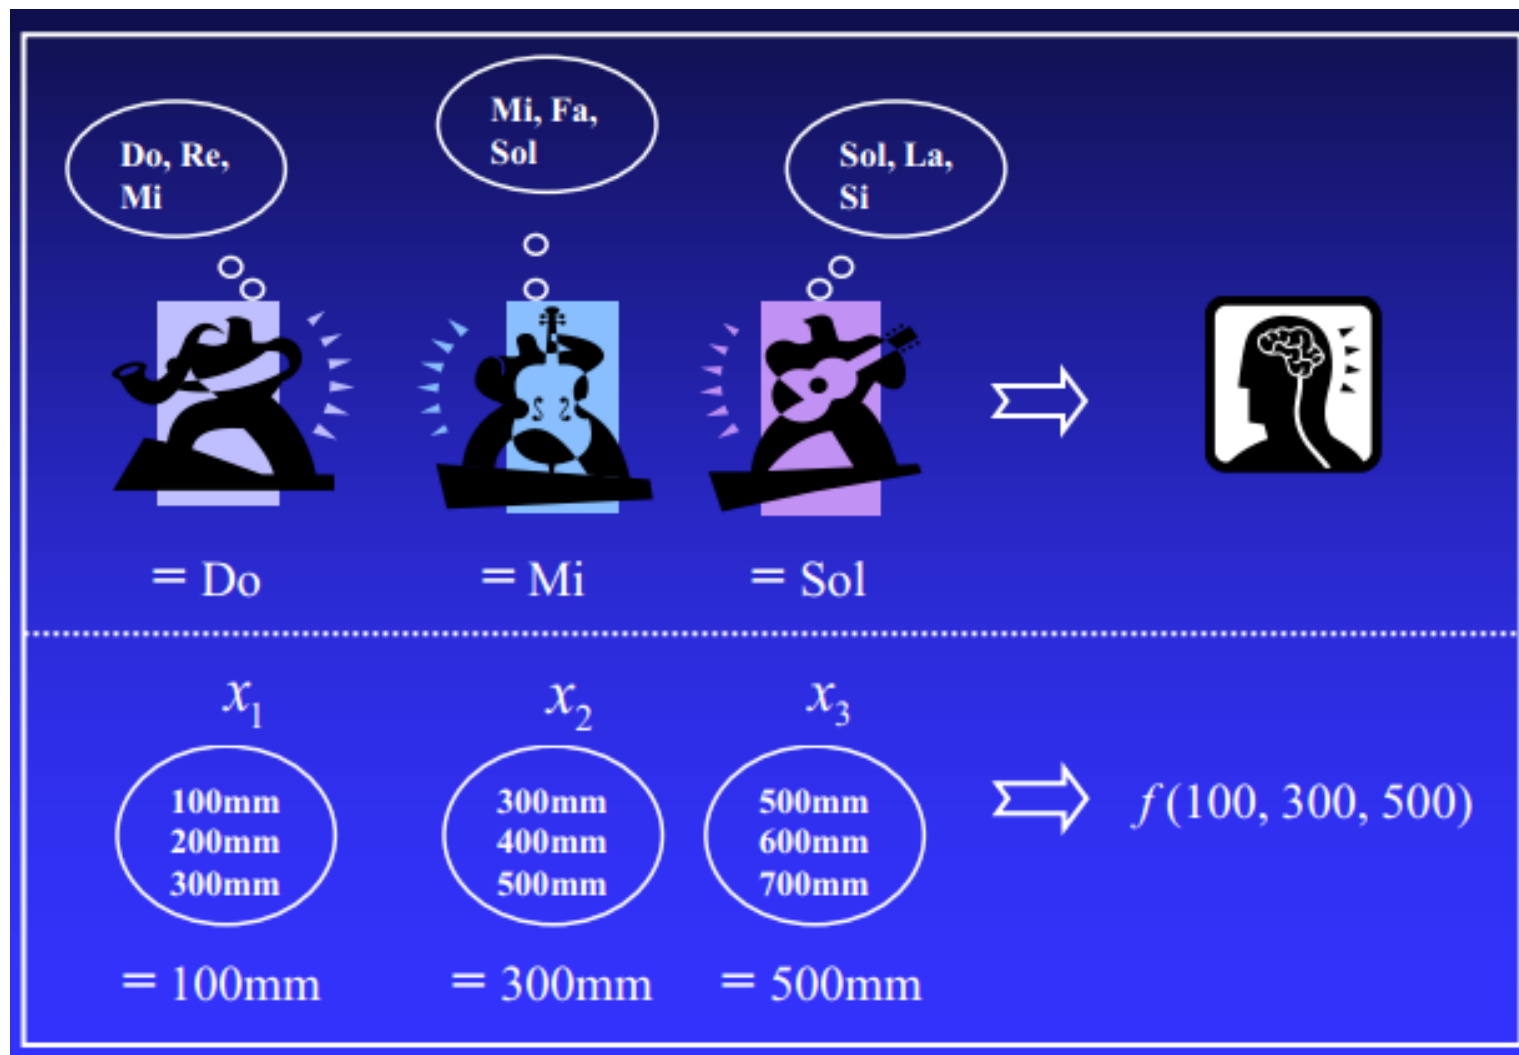 Do, Re,
Mi
Mi, Fa,
Sol
Sol, La,
Si
= Do
= Mi
= Sol
x₁
x₂
x₃
100mm
200mm
300mm
300mm
400mm
500mm
500mm
600mm
700mm
f (100, 300, 500)
= 100mm
= 300mm
= 500mm